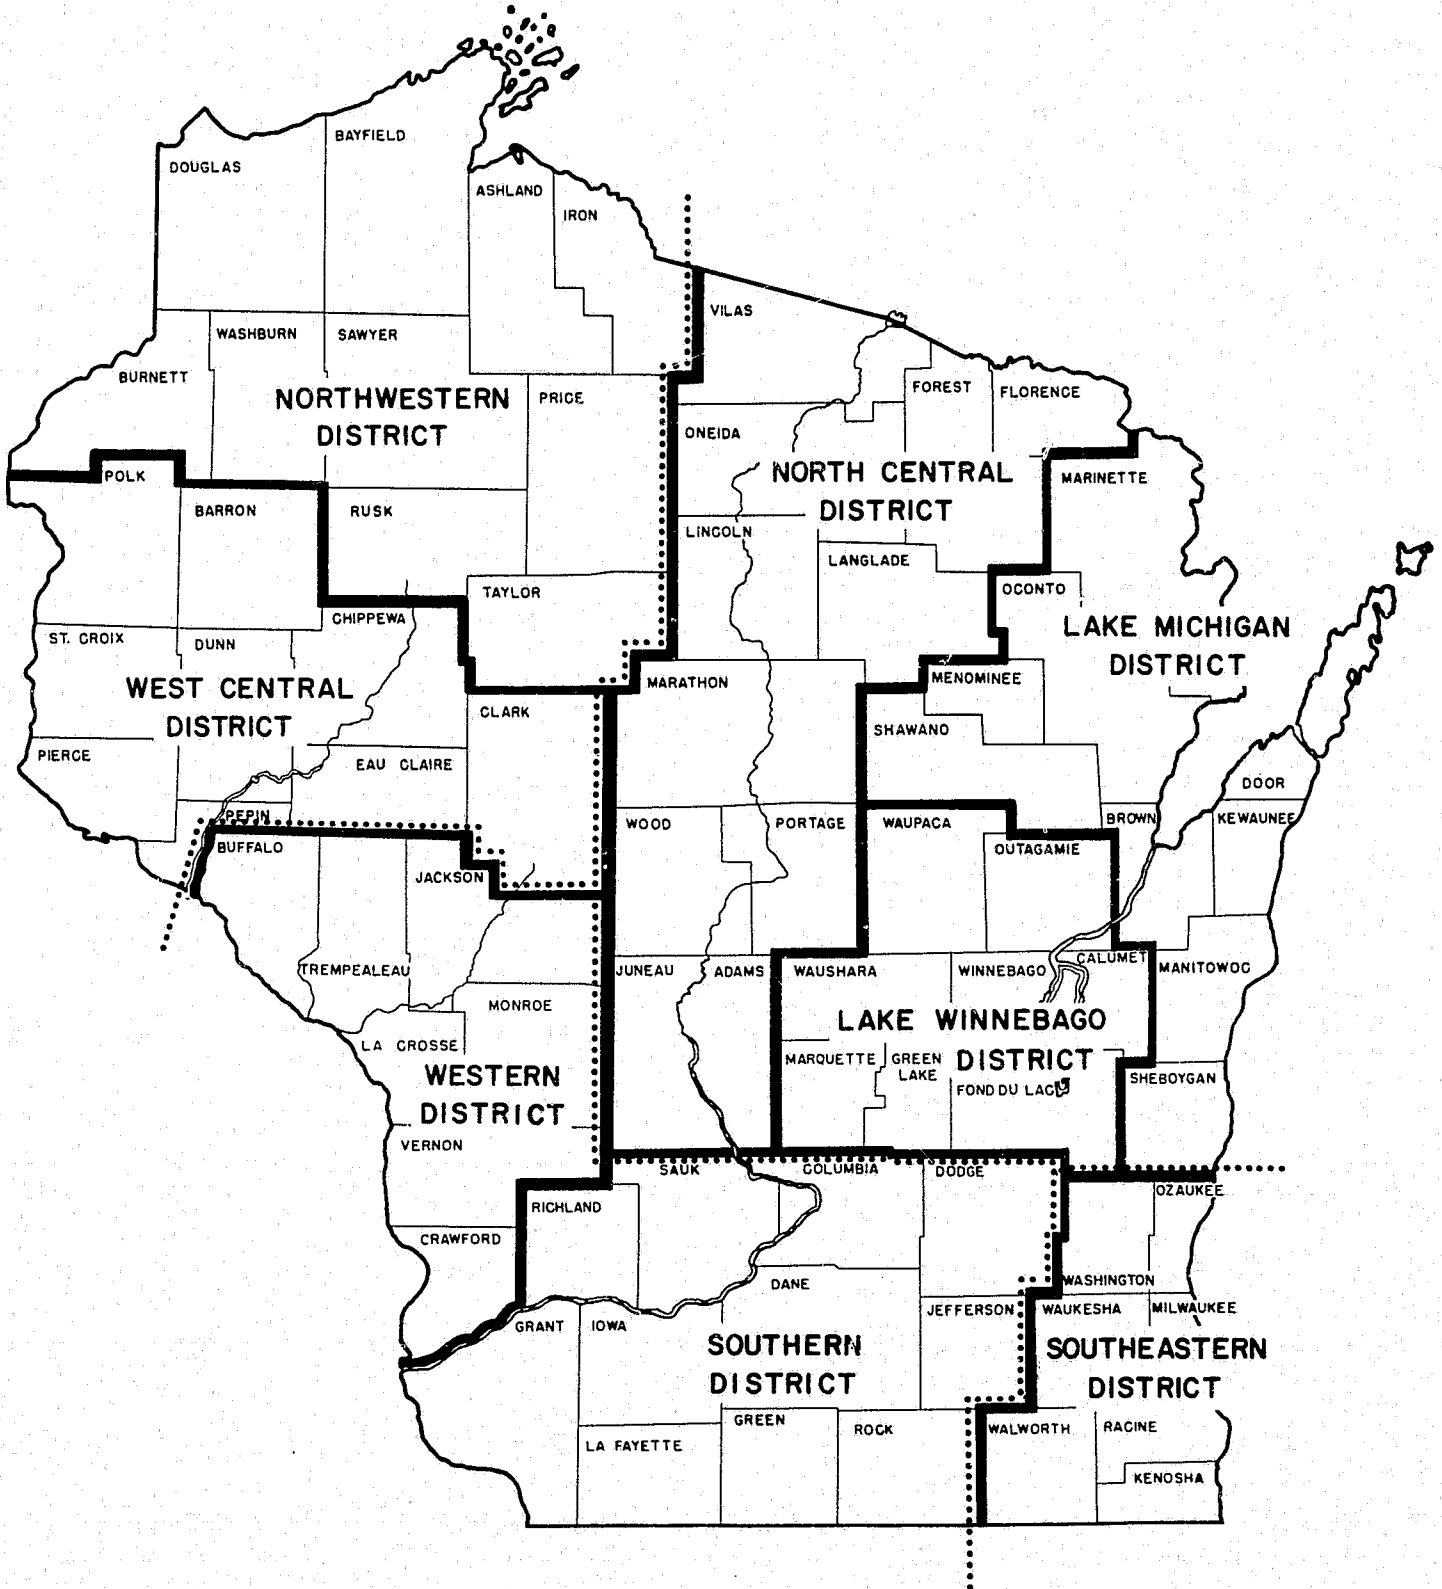 BAYFIELD
DOUGLAS
ASHLAND
IRON
VILAS
WASHBURN
SAWYER
BURNETT
FOREST
FLORENCE
NORTHWESTERN
DISTRICT
PRICE
ONEIDA
POLK
NORTH CENTRAL
DISTRICT
MARINETTE
BARRON
RUSK
LINCOLN
LANGLADE
OCONTO
TAYLOR
CHIPPEWA
ST. CROIX
DUNN
LAKE MICHIGAN
DISTRICT
WEST CENTRAL
DISTRICT
MARATHON
MENOMINEE
CLARK
SHAWANO
PIERCE
EAU CLAIRE
DOOR
PEPIN
WOOD
PORTAGE
WAUPACA
BROWN
KEWAUNEE
BUFFALO
OUTAGAMIE
JACKSON
TREMPEALEAU
JUNEAU
ADAMS
WAUSHARA
WINNEBAGO
CALUMET
MANITOWOC
MONROE
LAKE WINNEBAGO
DISTRICT
LA CROSSE
MARQUETTE
GREEN
LAKE
FOND DU LAC
SHEBOYGAN
WESTERN
DISTRICT
VERNON
SAUK
COLUMBIA
DODGE
OZAUKEE
RICHLAND
CRAWFORD
DANE
WASHINGTON
GRANT
IOWA
JEFFERSON
WAUKESHA
MILWAUKEE
SOUTHERN
DISTRICT
SOUTHEASTERN
DISTRICT
GREEN
ROCK
WALWORTH
RACINE
LA FAYETTE
KENOSHA